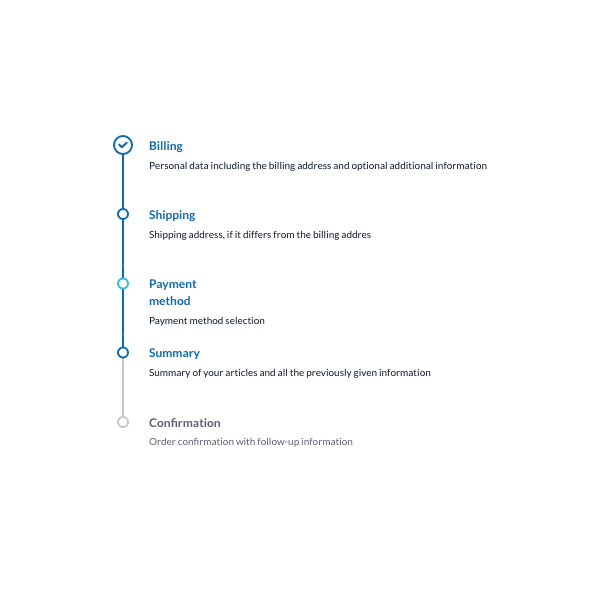 Billing
Personal data including the billing address and optional additional information
Shipping
Shipping address, if it differs from the billing addres
Payment
method
Payment method selection
Summary
Summary of your articles and all the previously given information
Confirmation
Order confirmation with follow-up information